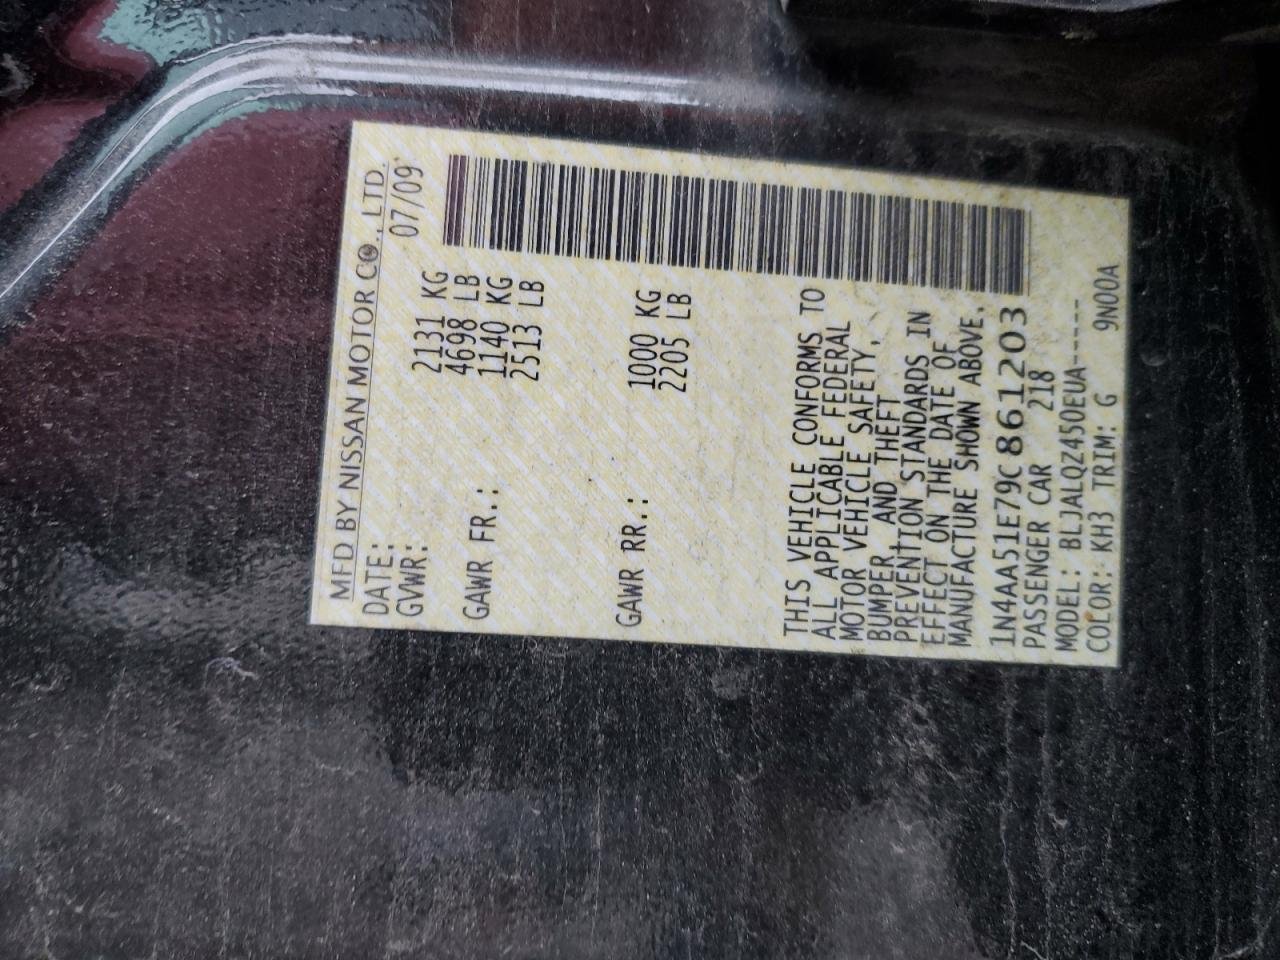 MFD BY NISSAN MOTOR CO., LTD.
DATE: 07/09
GVWR: 2131 KG
4698 LB
GAWR FR.: 1140 KG
2513 LB
GAWR RR.: 1000 KG
2205 LB
THIS VEHICLE CONFORMS TO
ALL APPLICABLE FEDERAL
MOTOR VEHICLE SAFETY,
BUMPER, AND THEFT
PREVENTION STANDARDS IN
EFFECT ON THE DATE OF
MANUFACTURE SHOWN ABOVE.
1N4AA51E79C861203
PASSENGER CAR 218
MODEL: BLJALQZ450EUA-----
COLOR: KH3 TRIM: G 9N00A